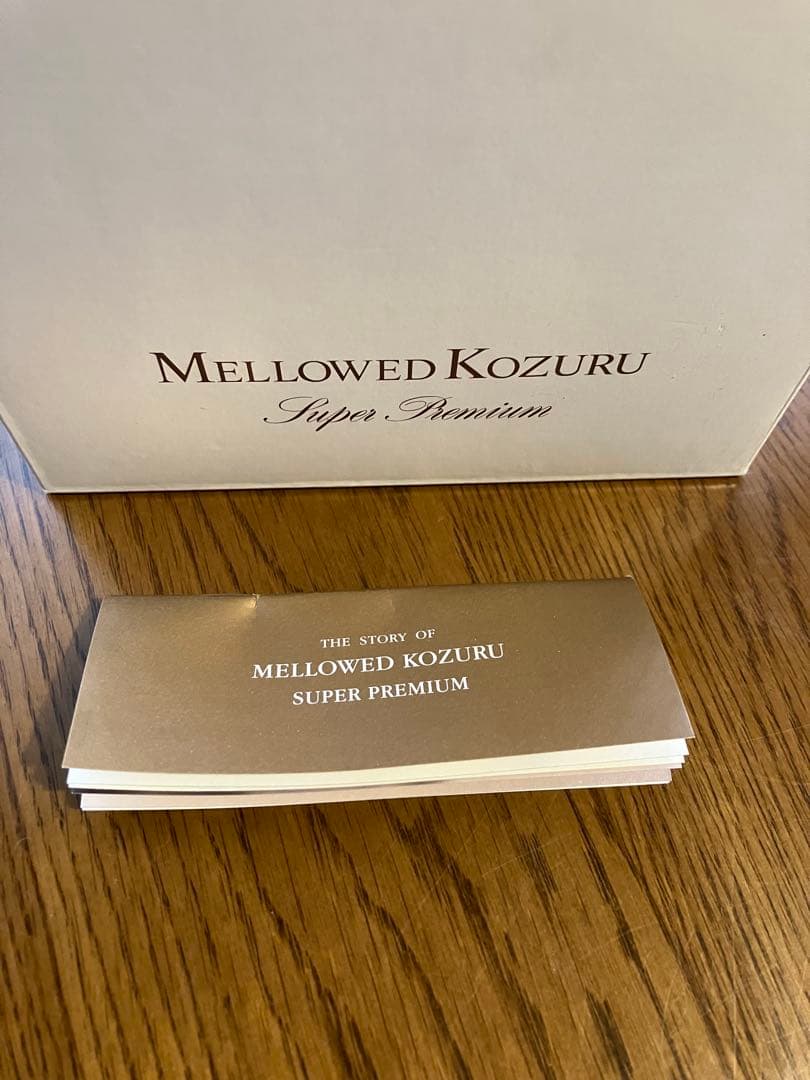 MELLOWED KOZURU
Super Premium
THE STORY OF
MELLOWED KOZURU
SUPER PREMIUM